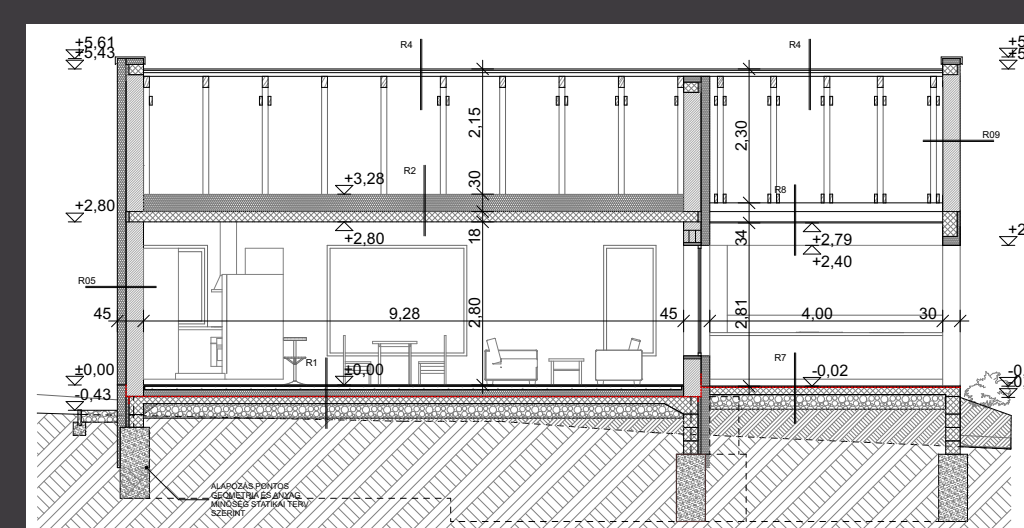 +5,61
+5,43
R4
R4
2,15
2,30
R09
+3,28
R2
30
R8
+2,80
18
+2,80
34
+2,79
+2,40
R05
45
9,28
2,80
45
2,81
4,00
30
±0,00
R1
±0,00
R7
-0,02
-0,43
ALAPOZÁS PONTOS
GEOMETRIA ÉS ANYAG
MINŐSÉG STATIKAI TERV
SZERINT